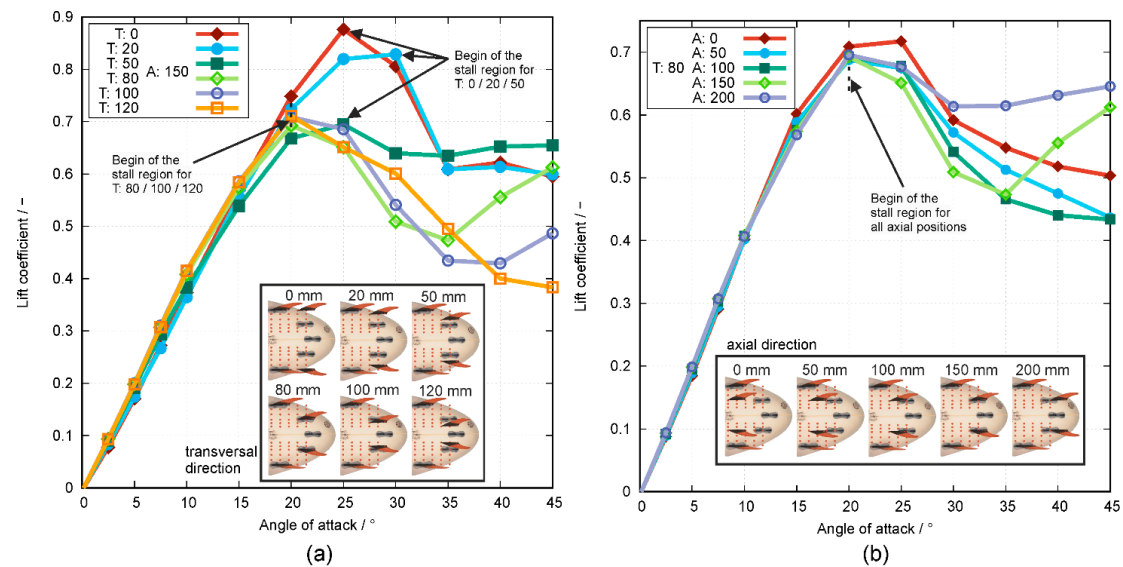 0.9
0.8
0.7
0.6
0.5
0.4
0.3
0.2
0.1
0
Lift coefficient / –
T: 0
T: 20
T: 50
A: 150
T: 80
T: 100
T: 120
Begin of the
stall region for
T: 0 / 20 / 50
Begin of the
stall region for
T: 80 / 100 / 120
0 mm 20 mm 50 mm
80 mm 100 mm 120 mm
transversal
direction
0 5 10 15 20 25 30 35 40 45
Angle of attack / °
(a)
0.7
0.6
0.5
0.4
0.3
0.2
0.1
0
Lift coefficient / –
A: 0
A: 50
T: 80 A: 100
A: 150
A: 200
Begin of the
stall region for
all axial positions
axial direction
0 mm 50 mm 100 mm 150 mm 200 mm
0 5 10 15 20 25 30 35 40 45
Angle of attack / °
(b)